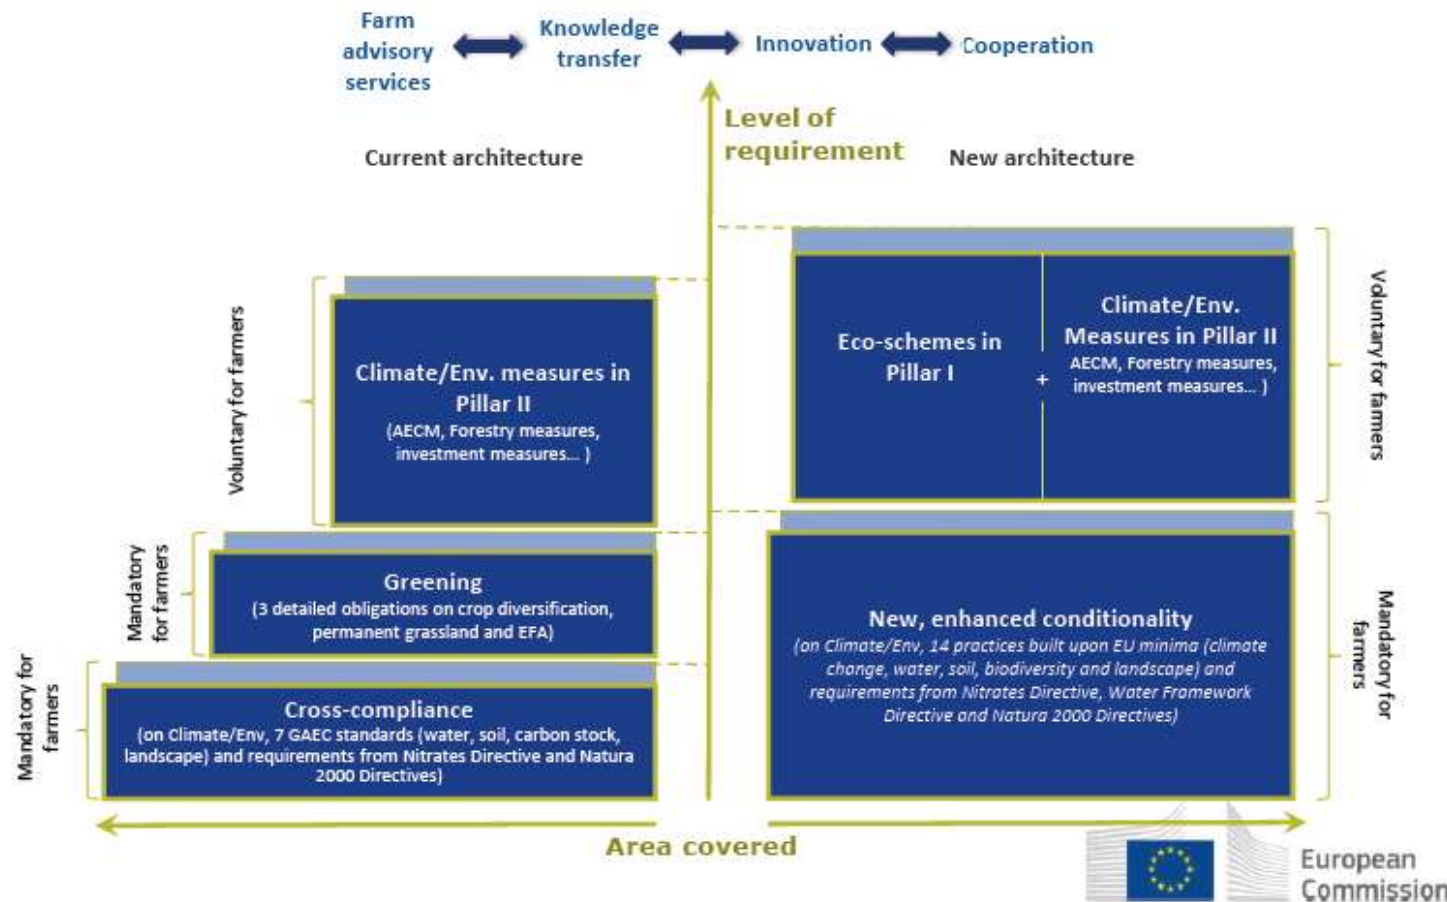 Farm
advisory
services
Knowledge
transfer
Innovation
Cooperation
Level of
requirement
Current architecture
New architecture
Voluntary for farmers
Climate/Env. measures in
Pillar II
(AECM, Forestry measures,
investment measures... )
Mandatory
for farmers
Greening
(3 detailed obligations on crop diversification,
permanent grassland and EFA)
Mandatory for
farmers
Cross-compliance
(on Climate/Env, 7 GAEC standards (water, soil, carbon stock,
landscape) and requirements from Nitrates Directive and Natura
2000 Directives)
Eco-schemes in
Pillar I
+
Climate/Env.
Measures in Pillar II
AECM, Forestry measures,
investment measures... )
Voluntary for farmers
New, enhanced conditionality
(on Climate/Env, 14 practices built upon EU minima (climate
change, water, soil, biodiversity and landscape) and
requirements from Nitrates Directive, Water Framework
Directive and Natura 2000 Directives)
Mandatory for
farmers
Area covered
European
Commission